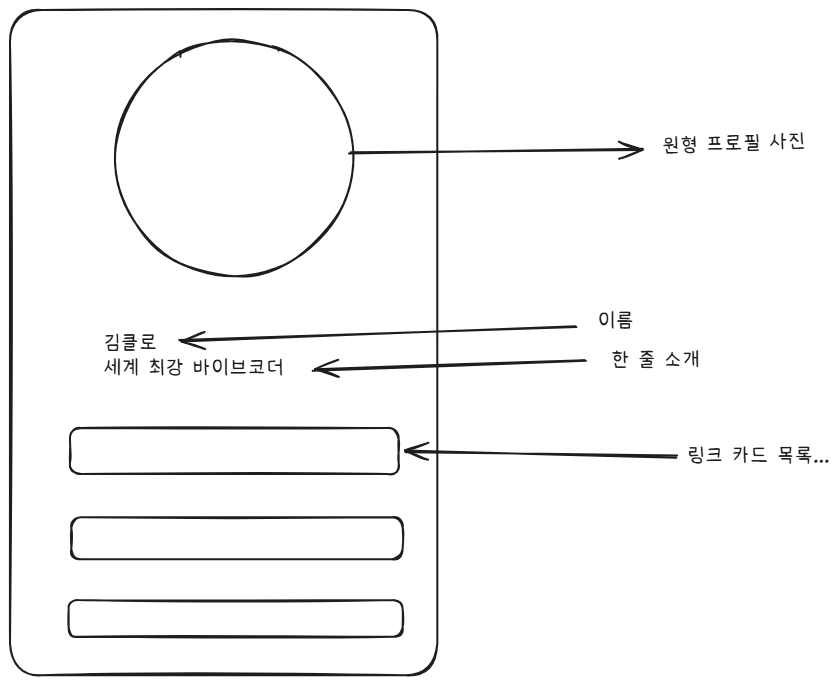 원형 프로필 사진
이름
김클로
한 줄 소개
세계 최강 바이브코더
링크 카드 목록...